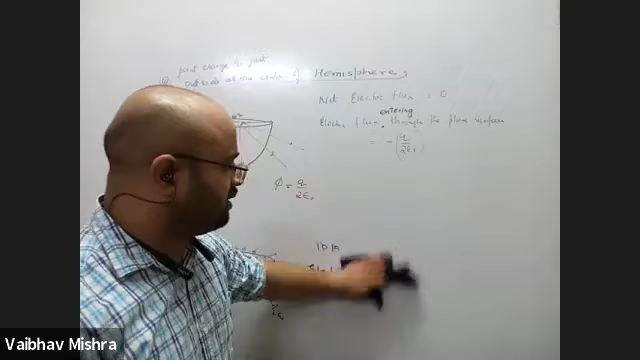 point charge is just
outside at the center of Hemisphere,
Net Electric flux = 0
entering
Electric flux through the plane surface
= -(q/2ε₀)
ϕ = q/2ε₀
Vaibhav Mishra